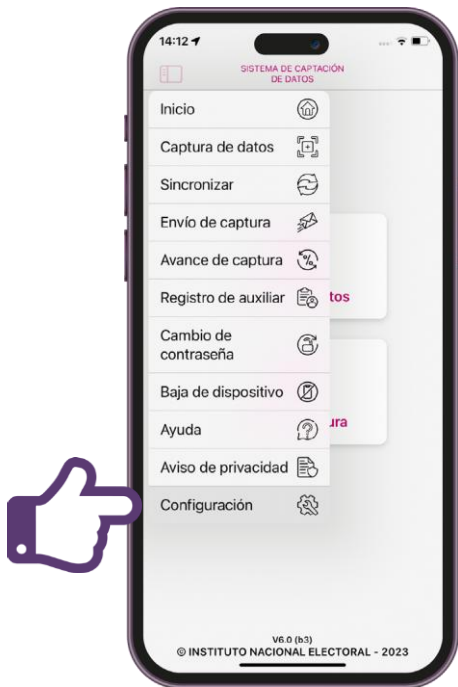 14:12
SISTEMA DE CAPTACIÓN
DE DATOS
Inicio
Captura de datos
Sincronizar
Envío de captura
Avance de captura
Registro de auxiliar
tos
Cambio de
contraseña
Baja de dispositivo
Ayuda
ura
Aviso de privacidad
Configuración
V6.0 (b3)
© INSTITUTO NACIONAL ELECTORAL - 2023